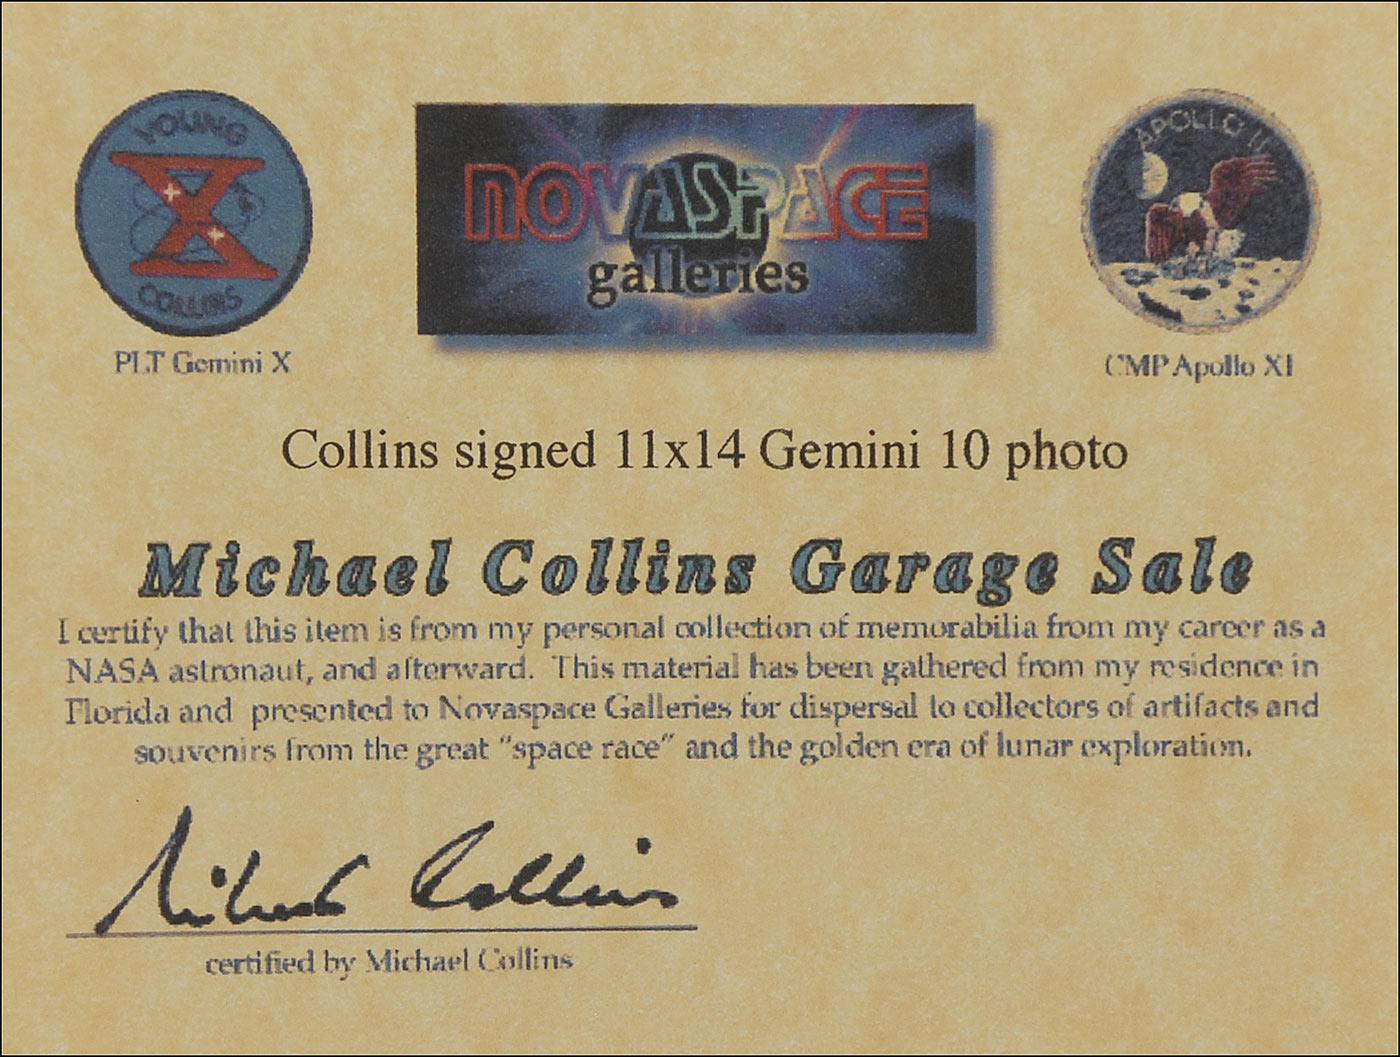 YOUNG
COLLINS
PLT Gemini X
NOVASPACE
galleries
APOLLO 11
CMP Apollo XI
Collins signed 11x14 Gemini 10 photo
Michael Collins Garage Sale
I certify that this item is from my personal collection of memorabilia from my career as a
NASA astronaut, and afterward. This material has been gathered from my residence in
Florida and presented to Novaspace Galleries for dispersal to collectors of artifacts and
souvenirs from the great "space race" and the golden era of lunar exploration.
Michael Collins
certified by Michael Collins